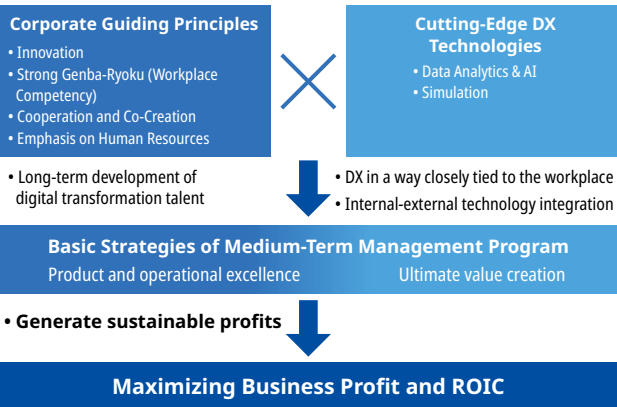 Corporate Guiding Principles
• Innovation
• Strong Genba-Ryoku (Workplace
Competency)
• Cooperation and Co-Creation
• Emphasis on Human Resources
Cutting-Edge DX
Technologies
• Data Analytics & AI
• Simulation
• Long-term development of
digital transformation talent
• DX in a way closely tied to the workplace
• Internal-external technology integration
Basic Strategies of Medium-Term Management Program
Product and operational excellence
Ultimate value creation
• Generate sustainable profits
Maximizing Business Profit and ROIC